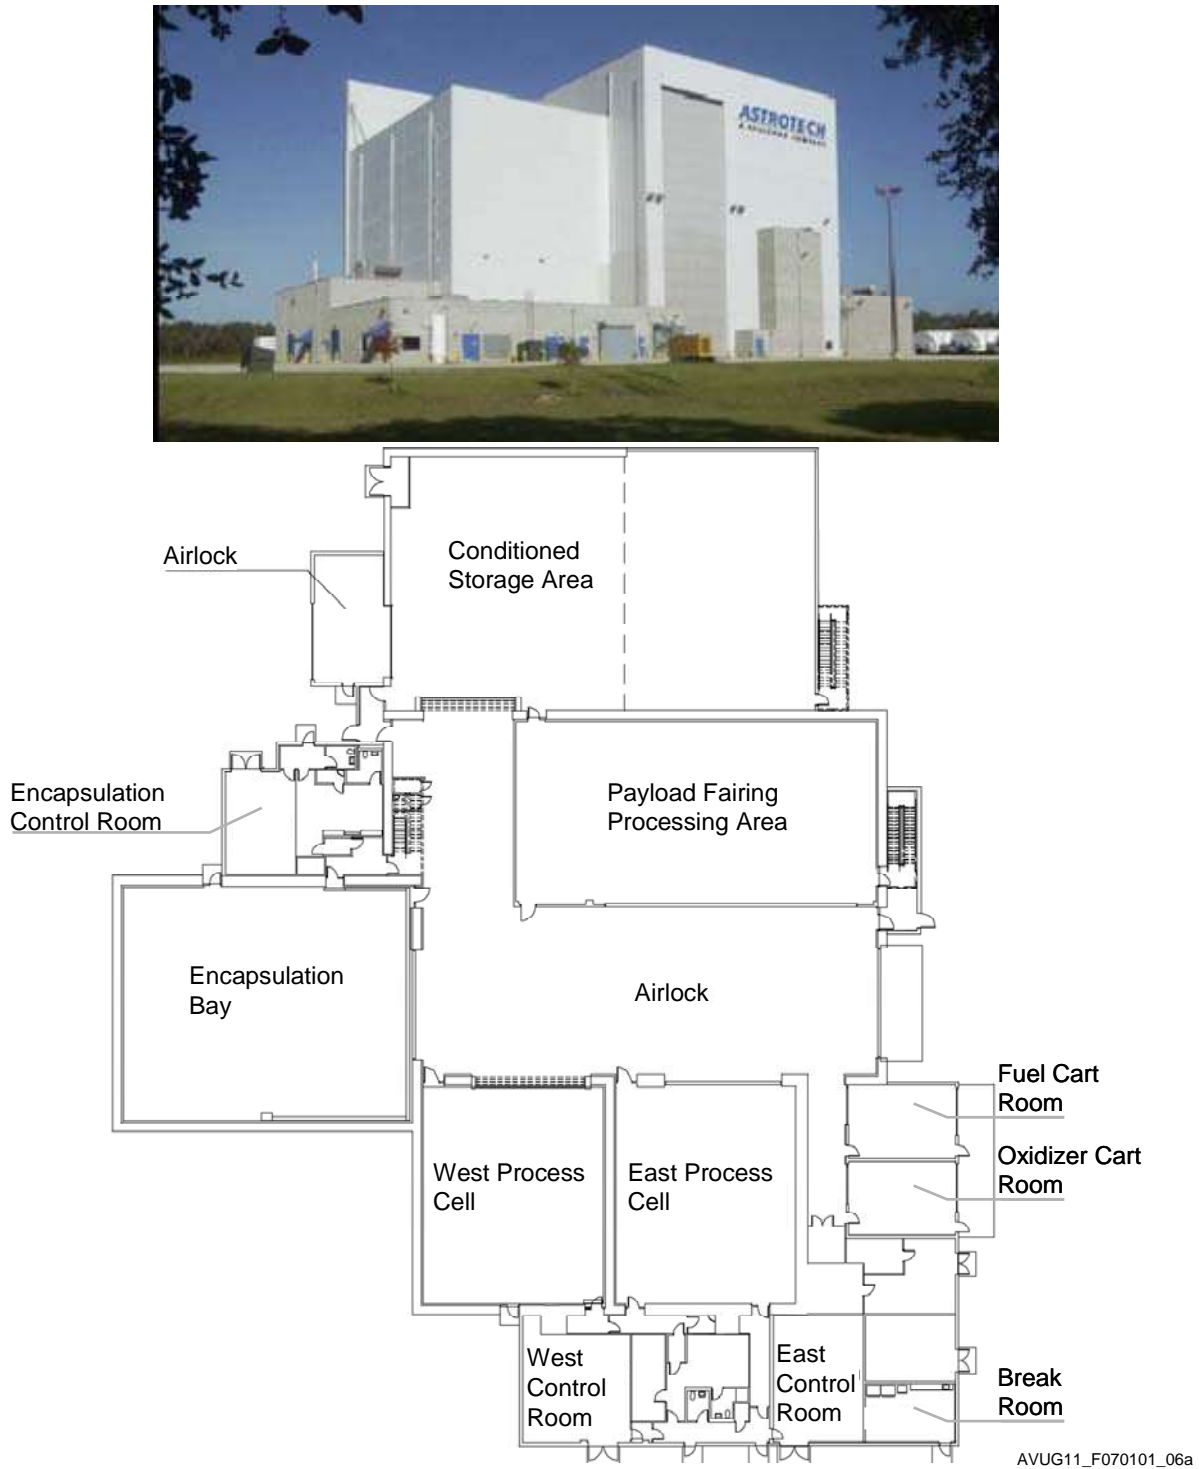 ASTROTECH
Conditioned
Storage Area
Airlock
Encapsulation
Control Room
Payload Fairing
Processing Area
Encapsulation
Bay
Airlock
Fuel Cart
Room
Oxidizer Cart
Room
West Process
Cell
East Process
Cell
West
Control
Room
East
Control
Room
Break
Room
AVUG11_F070101_06a